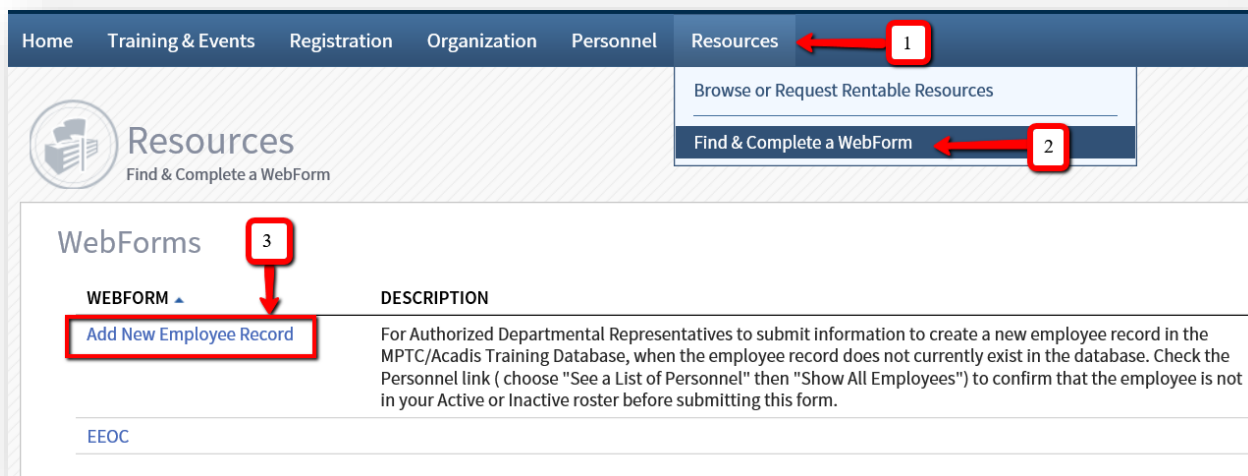 Home Training & Events Registration Organization Personnel Resources 1
Browse or Request Rentable Resources
Find & Complete a WebForm 2
Resources
Find & Complete a WebForm
WebForms 3
WEBFORM DESCRIPTION
Add New Employee Record For Authorized Departmental Representatives to submit information to create a new employee record in the
MPTC/Acadis Training Database, when the employee record does not currently exist in the database. Check the
Personnel link ( choose "See a List of Personnel" then "Show All Employees") to confirm that the employee is not
in your Active or Inactive roster before submitting this form.
EEOC